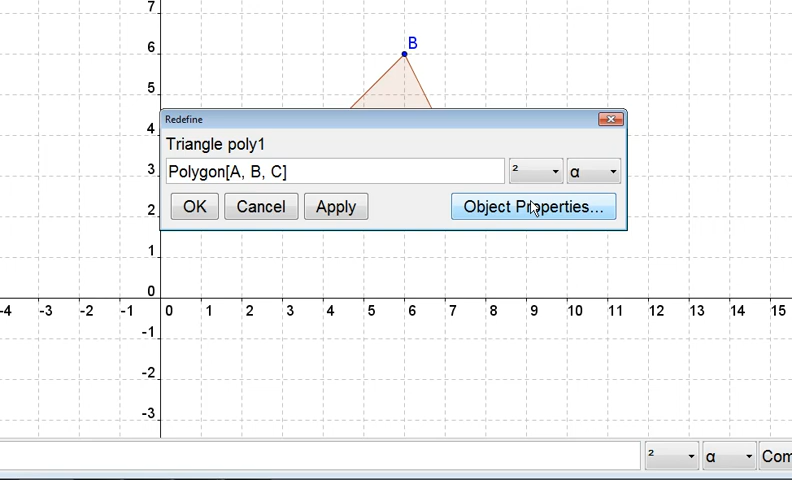 7
6
B
5
Redefine
4
Triangle poly1
3
Polygon[A, B, C] ² α
OK Cancel Apply Object Properties...
2
1
0
-4 -3 -2 -1 0 1 2 3 4 5 6 7 8 9 10 11 12 13 14 15
-1
-2
-3
² α Com